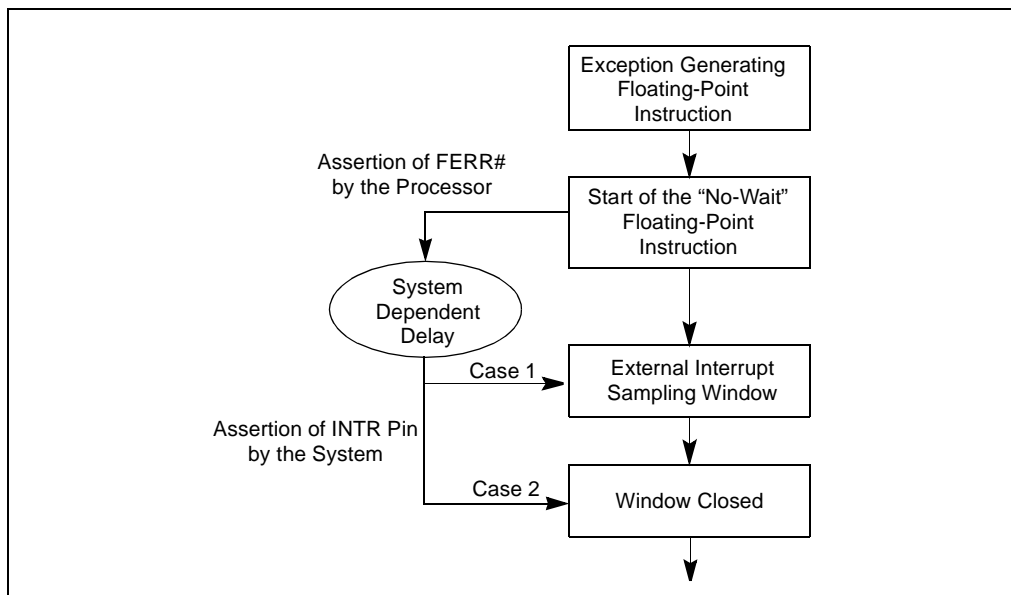 Exception Generating
Floating-Point
Instruction
Assertion of FERR#
by the Processor
Start of the “No-Wait”
Floating-Point
Instruction
System
Dependent
Delay
Case 1
External Interrupt
Sampling Window
Assertion of INTR Pin
by the System
Case 2
Window Closed